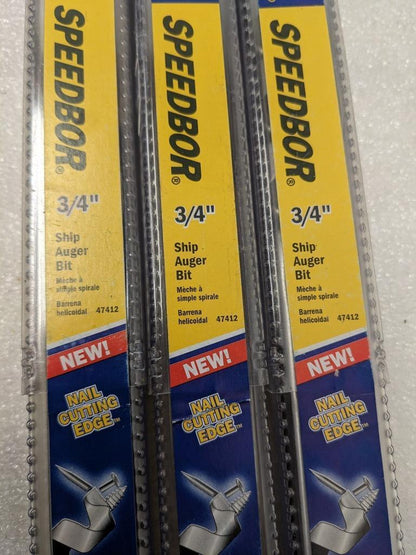 SPEEDBOR®
3/4"
Ship
Auger
Bit
Mèche à
simple spirale
Barrena
helicoidal 47412
NEW!
NAIL
CUTTING
EDGE™
SPEEDBOR®
3/4"
Ship
Auger
Bit
Mèche à
simple spirale
Barrena
helicoidal 47412
NEW!
NAIL
CUTTING
EDGE™
SPEEDBOR®
3/4"
Ship
Auger
Bit
Mèche à
simple spirale
Barrena
helicoidal 47412
NEW!
NAIL
CUTTING
EDGE™